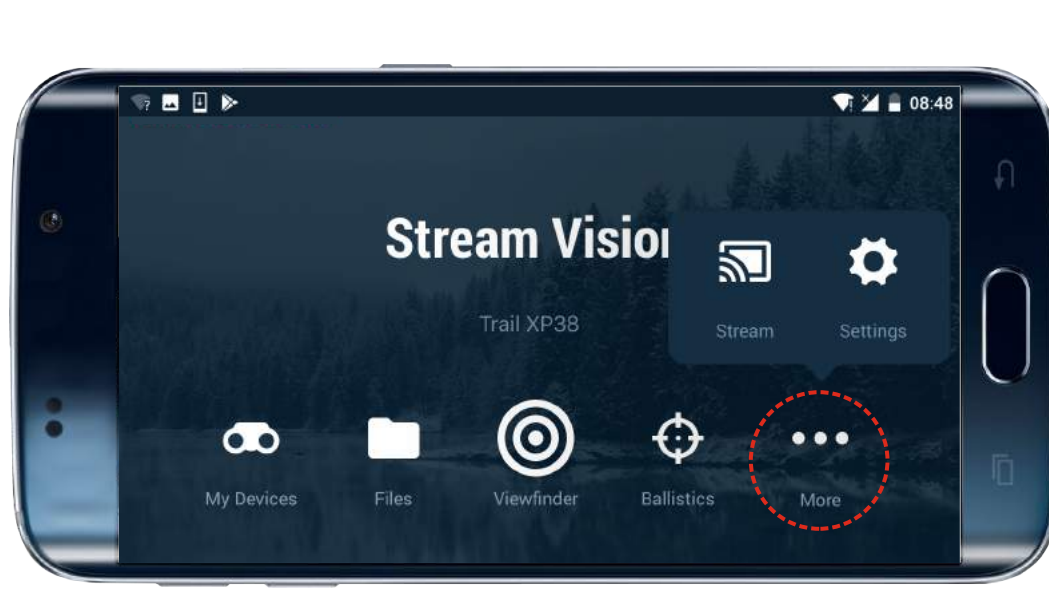 08:48
Stream Vision
Trail XP38
Stream
Settings
My Devices
Files
Viewfinder
Ballistics
More